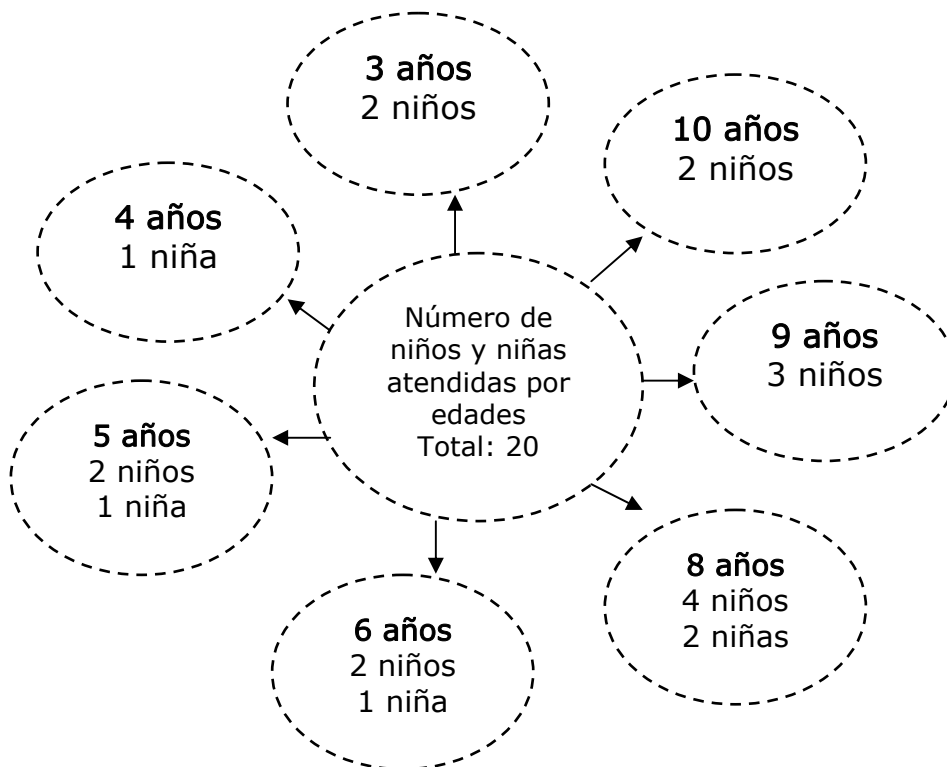 3 años
2 niños
10 años
2 niños
4 años
1 niña
Número de
niños y niñas
atendidas por
edades
Total: 20
9 años
3 niños
5 años
2 niños
1 niña
8 años
4 niños
2 niñas
6 años
2 niños
1 niña